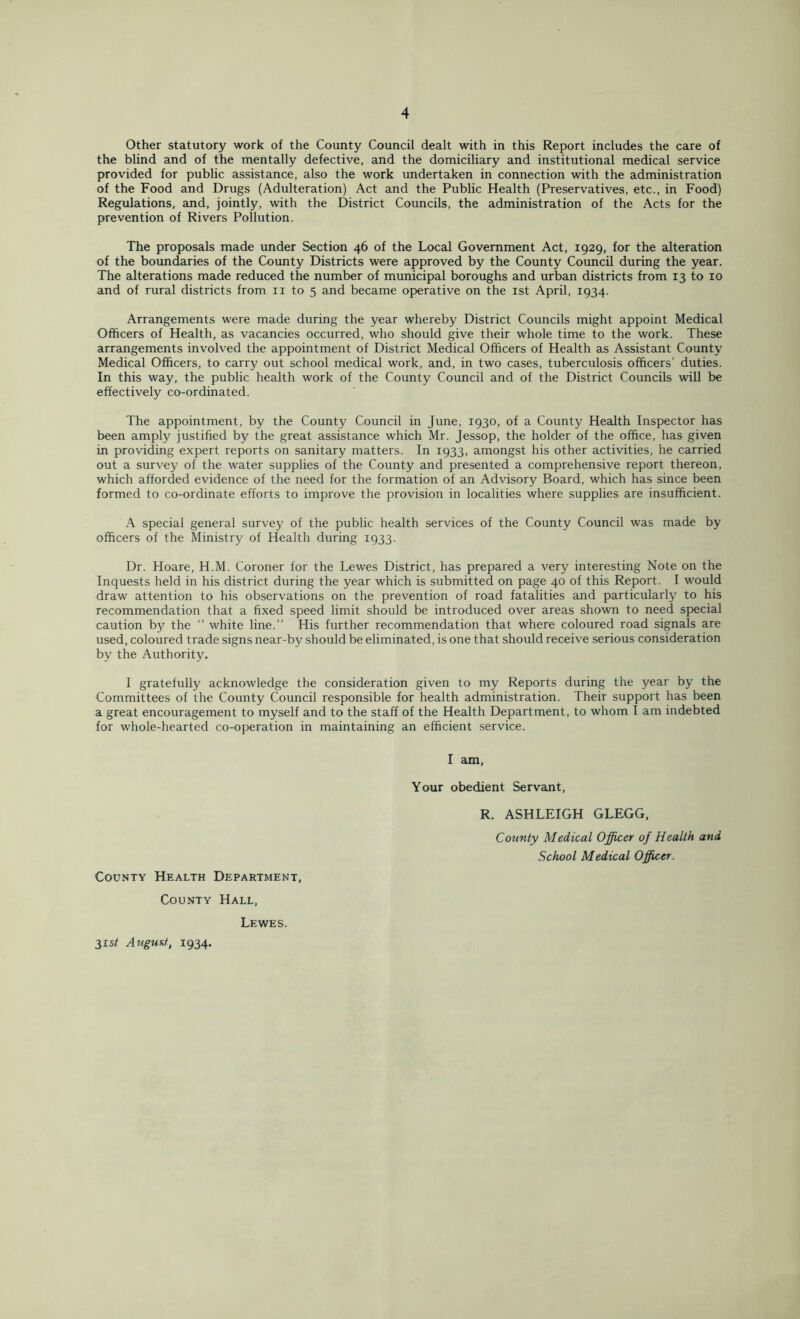 4
Other statutory work of the County Council dealt with in this Report includes the care of
the blind and of the mentally defective, and the domiciliary and institutional medical service
provided for public assistance, also the work undertaken in connection with the administration
of the Food and Drugs (Adulteration) Act and the Public Health (Preservatives, etc., in Food)
Regulations, and, jointly, with the District Councils, the administration of the Acts for the
prevention of Rivers Pollution.
The proposals made under Section 46 of the Local Government Act, 1929, for the alteration
of the boundaries of the County Districts were approved by the County Council during the year.
The alterations made reduced the number of municipal boroughs and urban districts from 13 to 10
and of rural districts from 11 to 5 and became operative on the 1st April, 1934.
Arrangements were made during the year whereby District Councils might appoint Medical
Officers of Health, as vacancies occurred, who should give their whole time to the work. These
arrangements involved the appointment of District Medical Officers of Health as Assistant County
Medical Officers, to carry out school medical work, and, in two cases, tuberculosis officers' duties.
In this way, the public health work of the County Council and of the District Councils will be
effectively co-ordinated.
The appointment, by the County Council in June, 1930, of a County Health Inspector has
been amply justified by the great assistance which Mr. Jessop, the holder of the office, has given
in providing expert reports on sanitary matters. In 1933, amongst his other activities, he carried
out a survey of the water supplies of the County and presented a comprehensive report thereon,
which afforded evidence of the need for the formation of an Advisory Board, which has since been
formed to co-ordinate efforts to improve the provision in localities where supplies are insufficient.
A special general survey of the public health services of the County Council was made by
officers of the Ministry of Health during 1933.
Dr. Hoare, H.M. Coroner for the Lewes District, has prepared a very interesting Note on the
Inquests held in his district during the year which is submitted on page 40 of this Report. I would
draw attention to his observations on the prevention of road fatalities and particularly to his
recommendation that a fixed speed limit should be introduced over areas shown to need special
caution by the " white line." His further recommendation that where coloured road signals are
used, coloured trade signs near-by should be eliminated, is one that should receive serious consideration
by the Authority.
I gratefully acknowledge the consideration given to my Reports during the year by the
Committees of the County Council responsible for health administration. Their support has been
a great encouragement to myself and to the staff of the Health Department, to whom I am indebted
for whole-hearted co-operation in maintaining an efficient service.
I am,
Your obedient Servant,
R. ASHLEIGH GLEGG,
County Medical Officer of Health and
School Medical Officer.
COUNTY HEALTH DEPARTMENT,
COUNTY HALL,
LEWES.
31st August, 1934.